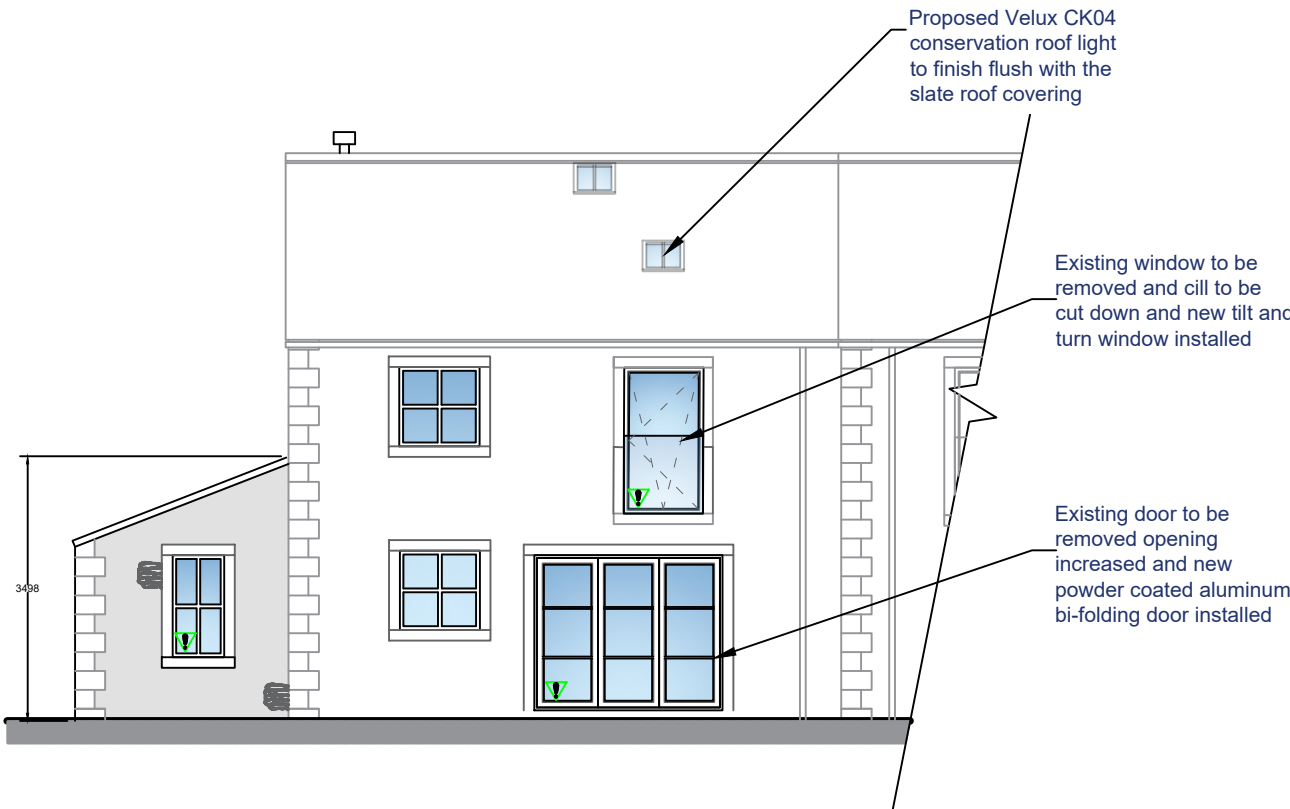 Proposed Velux CK04
conservation roof light
to finish flush with the
slate roof covering
Existing window to be
removed and cill to be
cut down and new tilt and
turn window installed
Existing door to be
removed opening
increased and new
powder coated aluminum
bi-folding door installed
3498